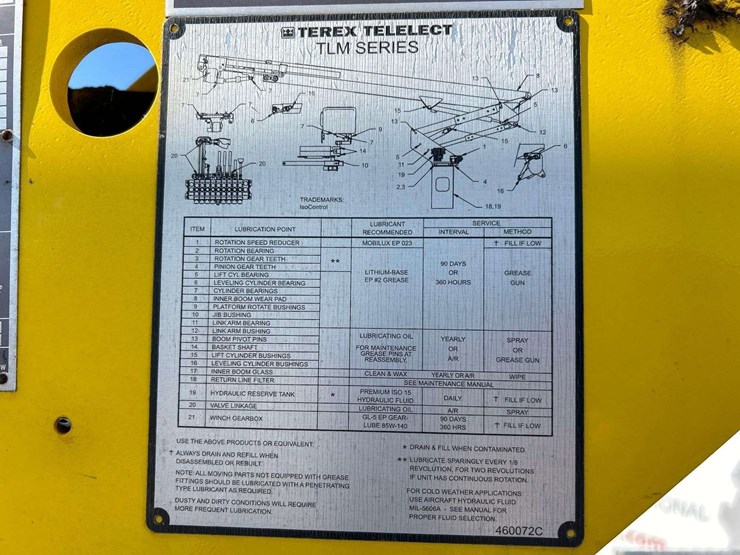 TEREX TELELECT
TLM SERIES
TRADEMARKS:
IsoControl
ITEM LUBRICATION POINT LUBRICANT RECOMMENDED SERVICE
INTERVAL METHOD
1 ROTATION SPEED REDUCER MOBILUX EP 023 † FILL IF LOW
2 ROTATION BEARING
3 ROTATION GEAR TEETH **
4 PINION GEAR TEETH
5 LIFT CYL BEARING
6 LEVELING CYLINDER BEARING
7 CYLINDER BEARINGS
8 INNER BOOM WEAR PAD
9 PLATFORM ROTATE BUSHINGS
10 JIB BUSHING
11 LINK ARM BEARING
LITHIUM-BASE
EP #2 GREASE
90 DAYS
OR
360 HOURS
GREASE
GUN
12 LINK ARM BUSHING
13 BOOM PIVOT PINS
14 BASKET SHAFT
15 LIFT CYLINDER BUSHINGS
16 LEVELING CYLINDER BUSHINGS
LUBRICATING OIL
FOR MAINTENANCE
GREASE PINS AT
REASSEMBLY.
YEARLY
OR
A/R
SPRAY
OR
GREASE GUN
17 INNER BOOM GLASS CLEAN & WAX YEARLY OR A/R WIPE
18 RETURN LINE FILTER SEE MAINTENANCE MANUAL
19 HYDRAULIC RESERVE TANK * PREMIUM ISO 15
HYDRAULIC FLUID DAILY † FILL IF LOW
20 VALVE LINKAGE LUBRICATING OIL A/R SPRAY
21 WINCH GEARBOX GL-5 EP GEAR-
LUBE 85W-140 90 DAYS
360 HRS † FILL IF LOW
USE THE ABOVE PRODUCTS OR EQUIVALENT.
† ALWAYS DRAIN AND REFILL WHEN
DISASSEMBLED OR REBUILT.
NOTE: ALL MOVING PARTS NOT EQUIPPED WITH GREASE
FITTINGS SHOULD BE LUBRICATED WITH A PENETRATING
TYPE LUBRICANT AS REQUIRED.
DUSTY AND DIRTY CONDITIONS WILL REQUIRE
MORE FREQUENT LUBRICATION.
* DRAIN & FILL WHEN CONTAMINATED.
** LUBRICATE SPARINGLY EVERY 1/8
REVOLUTION, FOR TWO REVOLUTIONS
IF UNIT HAS CONTINUOUS ROTATION.
FOR COLD WEATHER APPLICATIONS
USE AIRCRAFT HYDRAULIC FLUID
MIL-5606A - SEE MANUAL FOR
PROPER FLUID SELECTION.
460072C